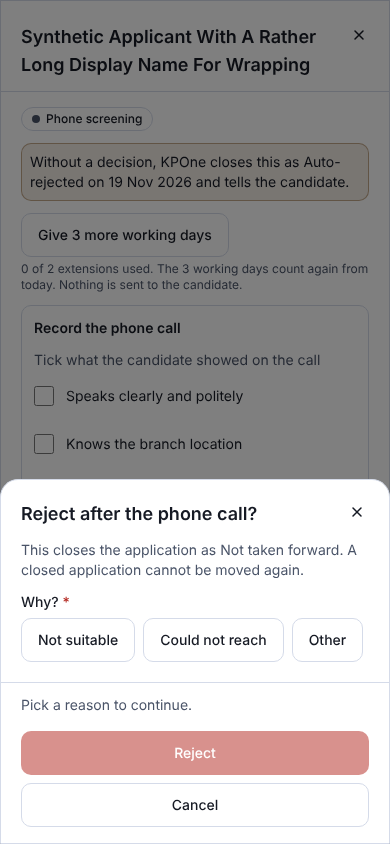 Synthetic Applicant With A Rather
Long Display Name For Wrapping
Phone screening
Without a decision, KPOne closes this as Auto-
rejected on 19 Nov 2026 and tells the candidate.
Give 3 more working days
0 of 2 extensions used. The 3 working days count again from
today. Nothing is sent to the candidate.
Record the phone call
Tick what the candidate showed on the call
Speaks clearly and politely
Knows the branch location
Reject after the phone call?
This closes the application as Not taken forward. A
closed application cannot be moved again.
Why? *
Not suitable
Could not reach
Other
Pick a reason to continue.
Reject
Cancel